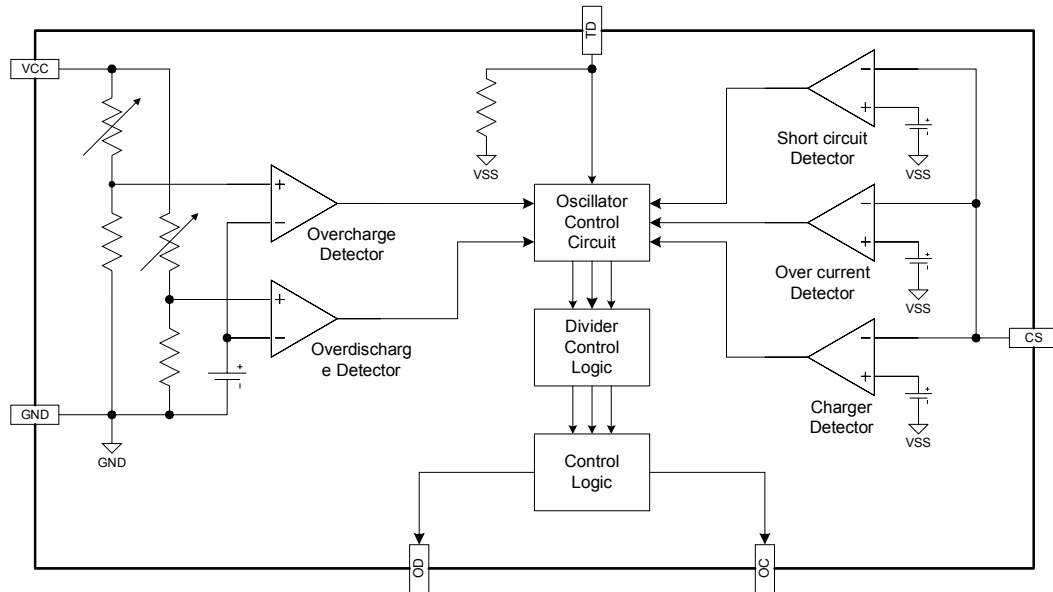 TD
VCC
VSS
Short circuit
Detector
VSS
Oscillator
Control
Circuit
Overcharge
Detector
Over current
Detector
VSS
Divider
Control
Logic
Overdischarg
e Detector
CS
Charger
Detector
VSS
GND
GND
Control
Logic
OD
OC